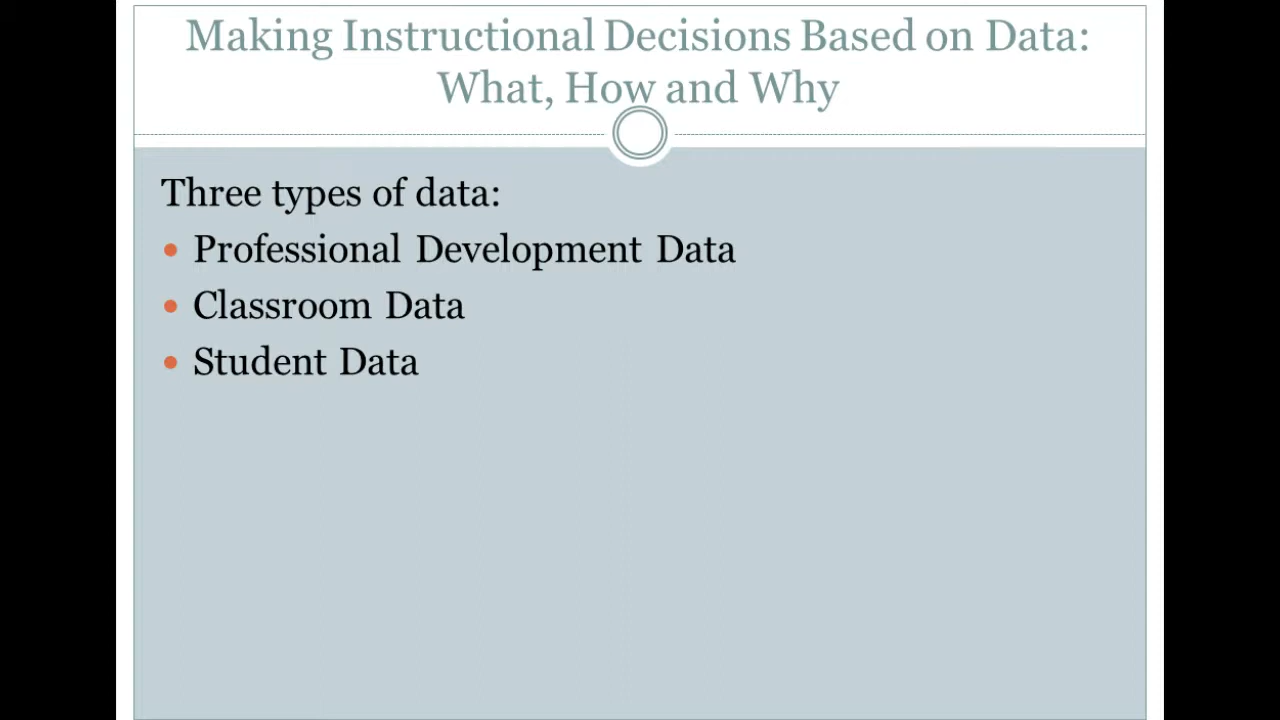 Making Instructional Decisions Based on Data:
What, How and Why
Three types of data:
• Professional Development Data
• Classroom Data
• Student Data